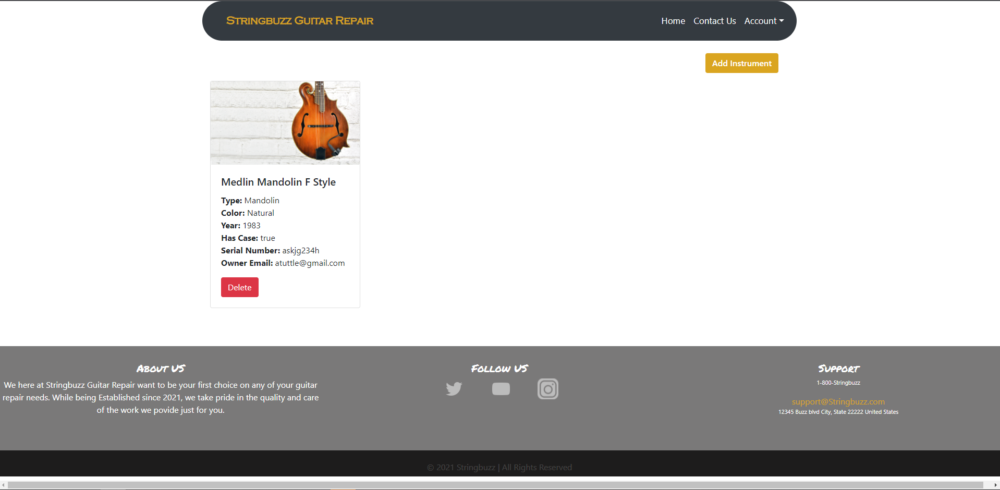 Stringbuzz Guitar Repair
Home Contact Us Account
Add Instrument
Medlin Mandolin F Style
Type: Mandolin
Color: Natural
Year: 1983
Has Case: true
Serial Number: askjg234h
Owner Email: atuttle@gmail.com
Delete
About US
We here at Stringbuzz Guitar Repair want to be your first choice on any of your guitar
repair needs. While being Established since 2021, we take pride in the quality and care
of the work we povide just for you.
Follow US
Support
1-800-Stringbuzz
support@Stringbuzz.com
12345 Buzz blvd City, State 22222 United States
© 2021 Stringbuzz | All Rights Reserved